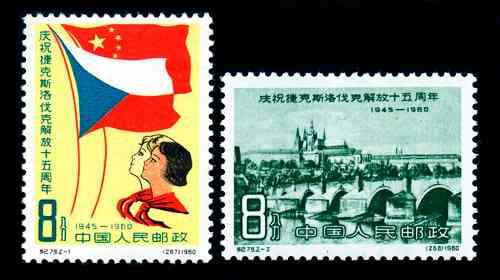 庆祝捷克斯洛伐克解放十五周年
8分
1945—1960
中国人民邮政
纪79.2-1
(267)1960
庆祝捷克斯洛伐克解放十五周年
1945—1960
8分
中国人民邮政
纪79.2-2
(268)1960